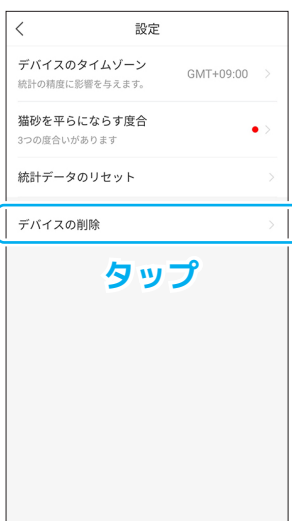 設定
デバイスのタイムゾーン
GMT+09:00
統計の精度に影響を与えます。
猫砂を平らにならす度合
3つの度合いがあります
統計データのリセット
デバイスの削除
タップ